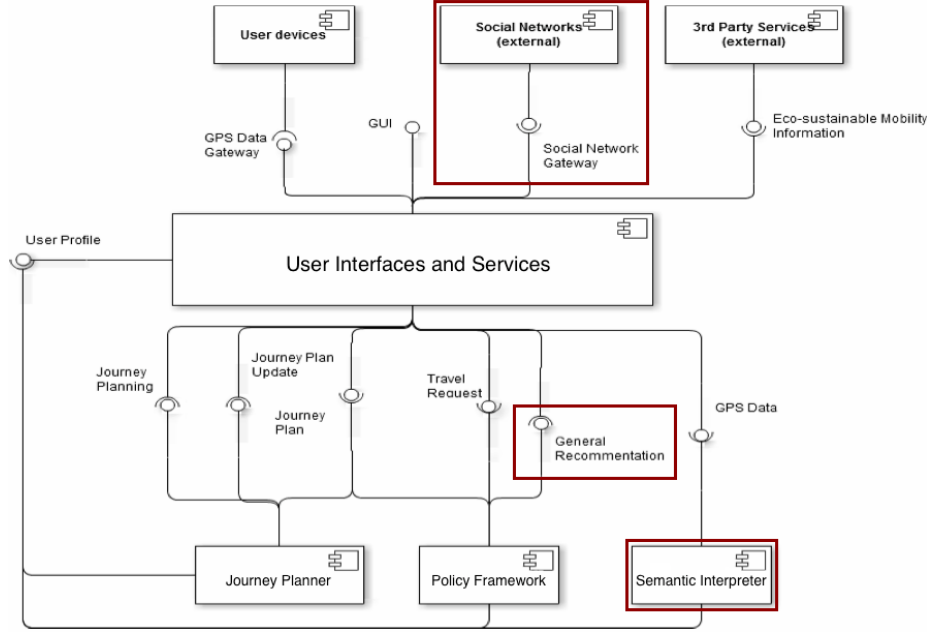 User devices
Social Networks
(external)
3rd Party Services
(external)
GPS Data
Gateway
GUI
Social Network
Gateway
Eco-sustainable Mobility
Information
User Profile
User Interfaces and Services
Journey
Planning
Journey Plan
Update
Journey
Plan
Travel
Request
General
Recommentation
GPS Data
Journey Planner
Policy Framework
Semantic Interpreter